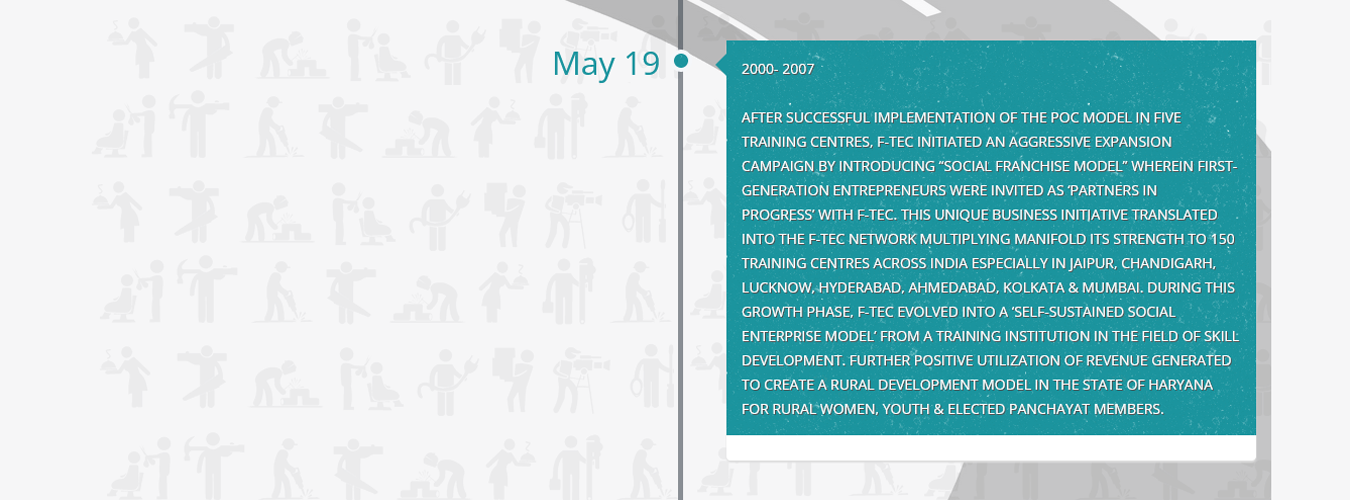 May 19
2000- 2007
AFTER SUCCESSFUL IMPLEMENTATION OF THE POC MODEL IN FIVE
TRAINING CENTRES, F-TEC INITIATED AN AGGRESSIVE EXPANSION
CAMPAIGN BY INTRODUCING “SOCIAL FRANCHISE MODEL” WHEREIN FIRST-
GENERATION ENTREPRENEURS WERE INVITED AS ‘PARTNERS IN
PROGRESS’ WITH F-TEC. THIS UNIQUE BUSINESS INITIATIVE TRANSLATED
INTO THE F-TEC NETWORK MULTIPLYING MANIFOLD ITS STRENGTH TO 150
TRAINING CENTRES ACROSS INDIA ESPECIALLY IN JAIPUR, CHANDIGARH,
LUCKNOW, HYDERABAD, AHMEDABAD, KOLKATA & MUMBAI. DURING THIS
GROWTH PHASE, F-TEC EVOLVED INTO A ‘SELF-SUSTAINED SOCIAL
ENTERPRISE MODEL’ FROM A TRAINING INSTITUTION IN THE FIELD OF SKILL
DEVELOPMENT. FURTHER POSITIVE UTILIZATION OF REVENUE GENERATED
TO CREATE A RURAL DEVELOPMENT MODEL IN THE STATE OF HARYANA
FOR RURAL WOMEN, YOUTH & ELECTED PANCHAYAT MEMBERS.